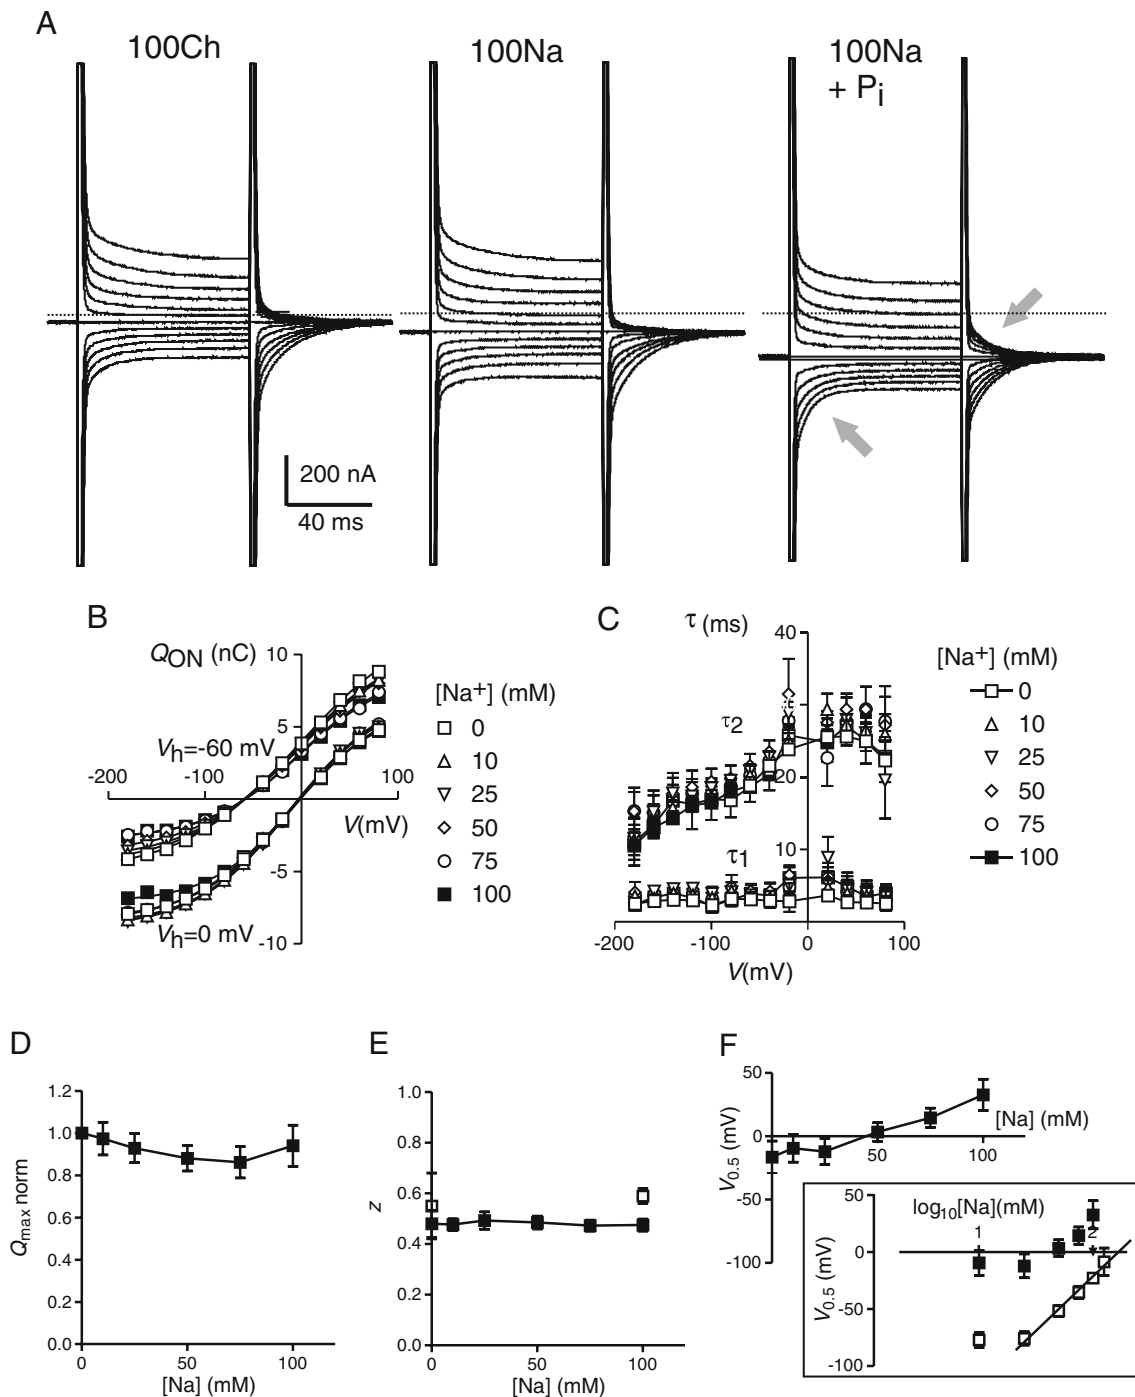 A
100Ch
100Na
100Na
+ Pi
200 nA
40 ms
B
QON (nC)
10
5
Vh=-60 mV
-200
-100
100
V(mV)
-5
Vh=0 mV
-10
[Na+] (mM)
0
10
25
50
75
100
C
τ (ms)
40
τ2
20
10
τ1
-200
-100
0
100
V(mV)
[Na+] (mM)
0
10
25
50
75
100
D
1.2
1.0
0.8
0.6
0.4
0.2
0.0
Qmax norm
0
50
100
[Na] (mM)
E
1.0
0.8
0.6
0.4
0.2
0.0
z
0
50
100
[Na] (mM)
F
50
0
-50
-100
V0.5 (mV)
[Na] (mM)
50
100
50
0
-50
-100
V0.5 (mV)
log10[Na](mM)
1
2